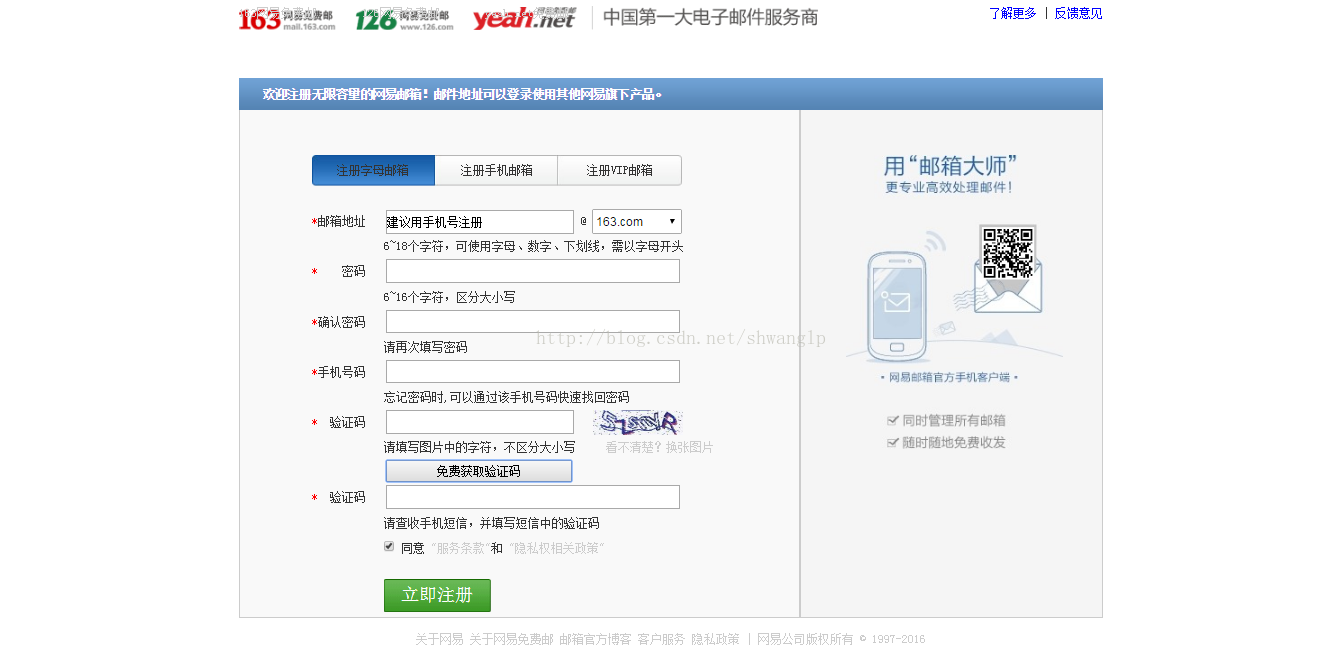 163 网易免费邮 mail.163.com 126 网易免费邮 www.126.com yeah.net 中国第一大电子邮件服务商 了解更多 | 反馈意见
欢迎注册无限容量的网易邮箱！邮件地址可以登录使用其他网易旗下产品。
注册字母邮箱 注册手机邮箱 注册VIP邮箱
*邮箱地址 建议用手机号注册 @ 163.com
6~18个字符，可使用字母、数字、下划线，需以字母开头
* 密码
6~16个字符，区分大小写
*确认密码
请再次填写密码
*手机号码
忘记密码时,可以通过该手机号码快速找回密码
* 验证码
请填写图片中的字符，不区分大小写 看不清楚？换张图片
免费获取验证码
* 验证码
请查收手机短信，并填写短信中的验证码
同意 "服务条款"和 "隐私权相关政策"
立即注册
http://blog.csdn.net/shwanglp
用“邮箱大师”
更专业高效处理邮件！
·网易邮箱官方手机客户端·
同时管理所有邮箱
随时随地免费收发
关于网易 关于网易免费邮 邮箱官方博客 客户服务 隐私政策 | 网易公司版权所有 © 1997-2016